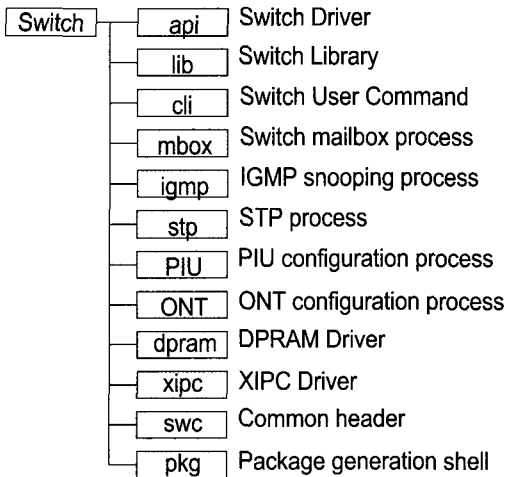 Switch api Switch Driver
lib Switch Library
cli Switch User Command
mbox Switch mailbox process
igmp IGMP snooping process
stp STP process
PIU PIU configuration process
ONT ONT configuration process
dpram DPRAM Driver
xipc XIPC Driver
swc Common header
pkg Package generation shell